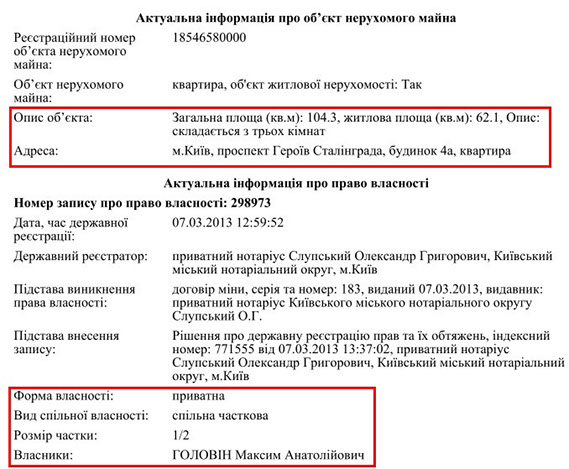 Актуальна інформація про об’єкт нерухомого майна
Реєстраційний номер 18546580000
об’єкта нерухомого
майна:
Об’єкт нерухомого квартира, об'єкт житлової нерухомості: Так
майна:
Опис об’єкта: Загальна площа (кв.м): 104.3, житлова площа (кв.м): 62.1, Опис:
складається з трьох кімнат
Адреса: м.Київ, проспект Героїв Сталінграда, будинок 4а, квартира
Актуальна інформація про право власності
Номер запису про право власності: 298973
Дата, час державної 07.03.2013 12:59:52
реєстрації:
Державний реєстратор: приватний нотаріус Слупський Олександр Григорович, Київський
міський нотаріальний округ, м.Київ
Підстава виникнення договір міни, серія та номер: 183, виданий 07.03.2013, видавник:
права власності: приватний нотаріус Київського міського нотаріального округу
Слупський О.Г.
Підстава внесення Рішення про державну реєстрацію прав та їх обтяжень, індексний
запису: номер: 771555 від 07.03.2013 13:37:02, приватний нотаріус
Слупський Олександр Григорович, Київський міський нотаріальний
округ, м.Київ
Форма власності: приватна
Вид спільної власності: спільна часткова
Розмір частки: 1/2
Власники: ГОЛОВІН Максим Анатолійович